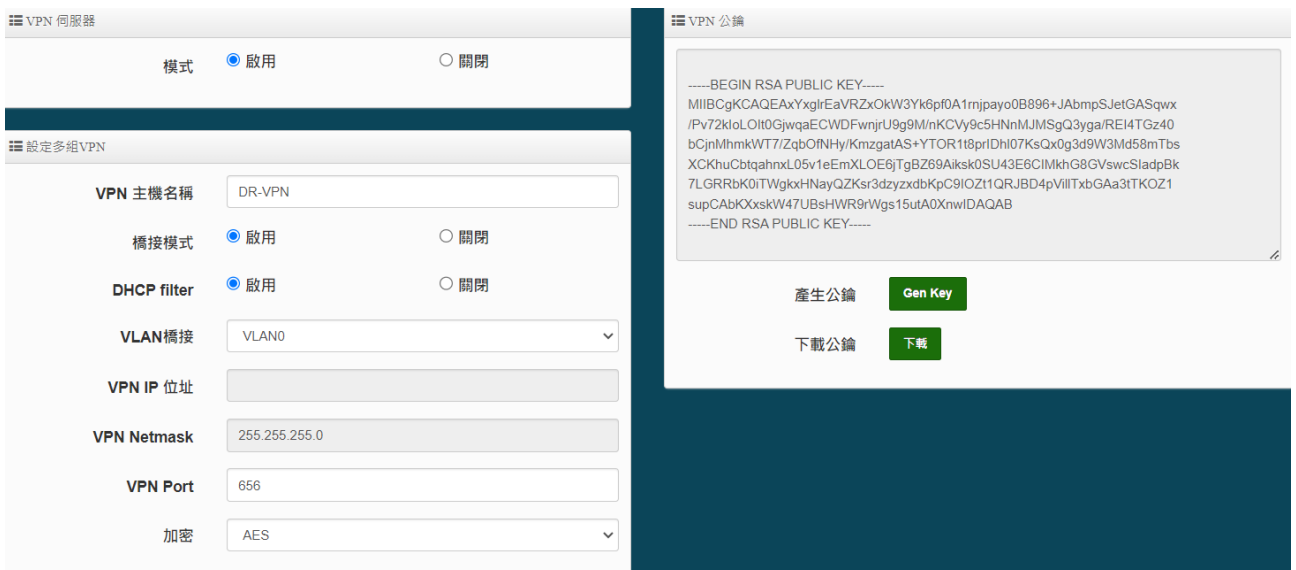 VPN 伺服器
模式 啟用 關閉
設定多組VPN
VPN 主機名稱 DR-VPN
橋接模式 啟用 關閉
DHCP filter 啟用 關閉
VLAN橋接 VLAN0
VPN IP 位址
VPN Netmask 255.255.255.0
VPN Port 656
加密 AES
VPN 公鑰
-----BEGIN RSA PUBLIC KEY-----
MIIBCgKCAQEAxYxglrEaVRZxOkW3Yk6pf0A1rnjpayo0B896+JAbmpSJetGASqwx
/Pv72kIoLOIt0GjwqaECWDFwnjrU9g9M/nKCVy9c5HNnMJMSgQ3yga/REI4TGz40
bCjnMhmkWT7/ZqbOfNHy/KmzgatAS+YTOR1t8prIDhI07KsQx0g3d9W3Md58mTbs
XCKhuCbtqahnxL05v1eEmXLOE6jTgBZ69Aiksk0SU43E6CIMkhG8GVswcSIadpBk
7LGRRbK0iTWgkxHNayQZKsr3dzyzxdbKpC9IOZt1QRJBD4pVillTxbGAa3tTKOZ1
supCAbKXxskW47UBsHWR9rWgs15utA0XnwIDAQAB
-----END RSA PUBLIC KEY-----
產生公鑰 Gen Key
下載公鑰 下載